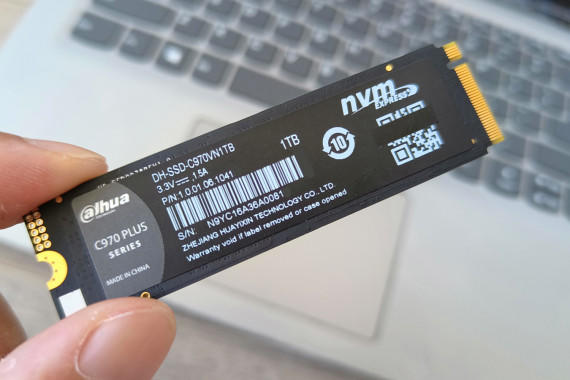 nvm
EXPRESS
1TB
10
DH-SSD-C970VN1TB
3.3V 1.5A
P/N:1.0.01.06.1041
S/N: N9YC16A36A0081
ZHEJIANG HUAYIXIN TECHNOLOGY CO., LTD
Warranty void if label removed or case opened
alhua
C970 PLUS
SERIES
MADE IN CHINA